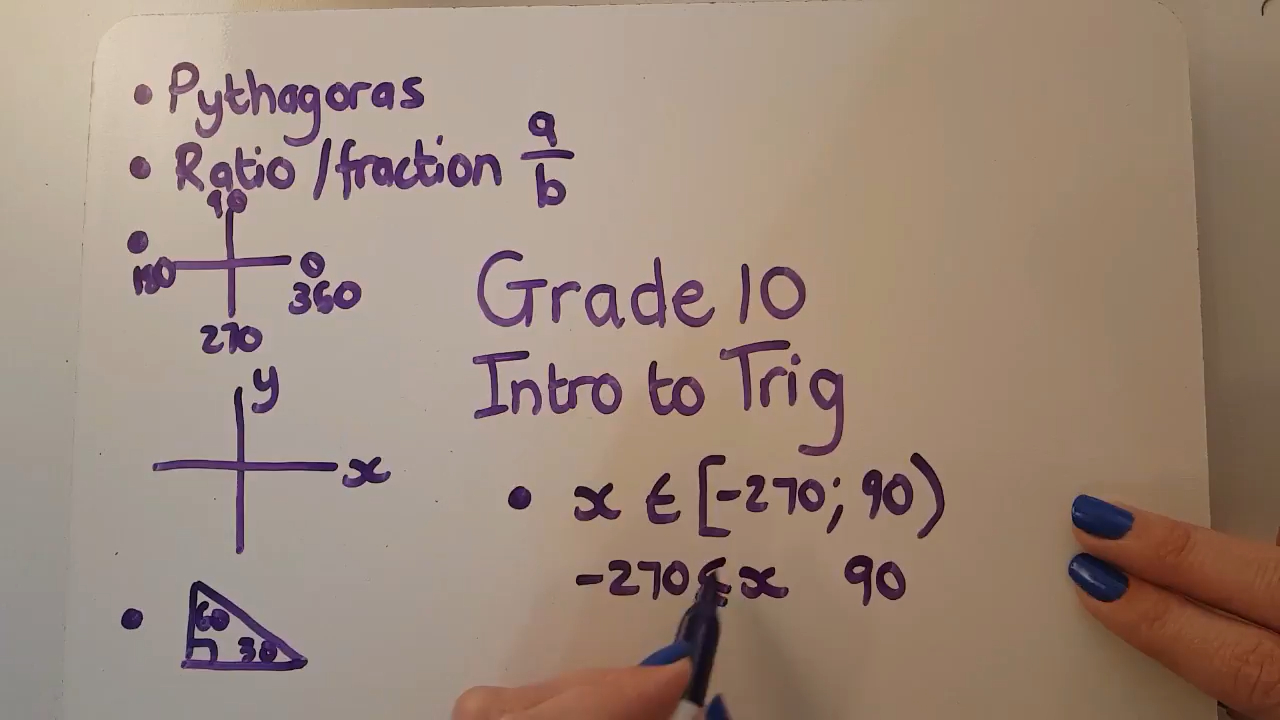 • Pythagoras
• Ratio/fraction a/b
90
•
180 0
360
270
y
x
• 60
30
Grade 10
Intro to Trig
• x ∈ [-270; 90)
-270 ≤ x 90